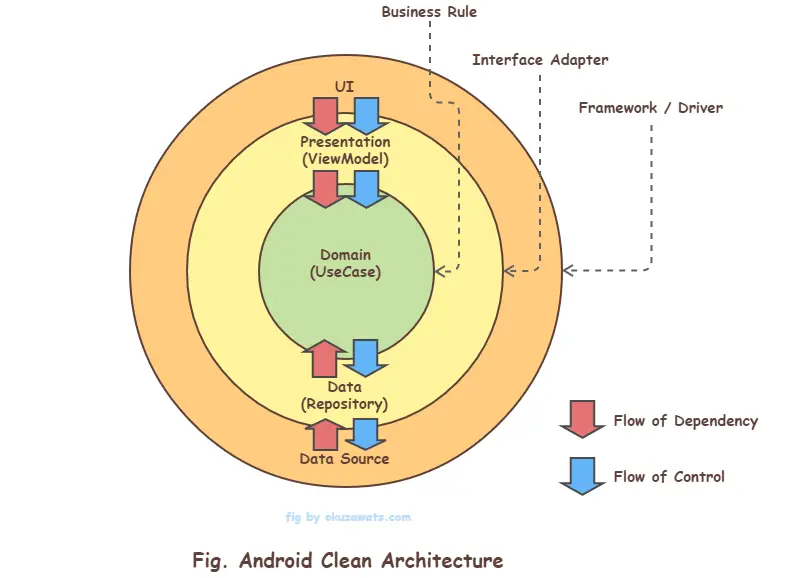 Business Rule
Interface Adapter
Framework / Driver
UI
Presentation
(ViewModel)
Domain
(UseCase)
Data
(Repository)
Data Source
Flow of Dependency
Flow of Control
fig by okuzawats.com
Fig. Android Clean Architecture